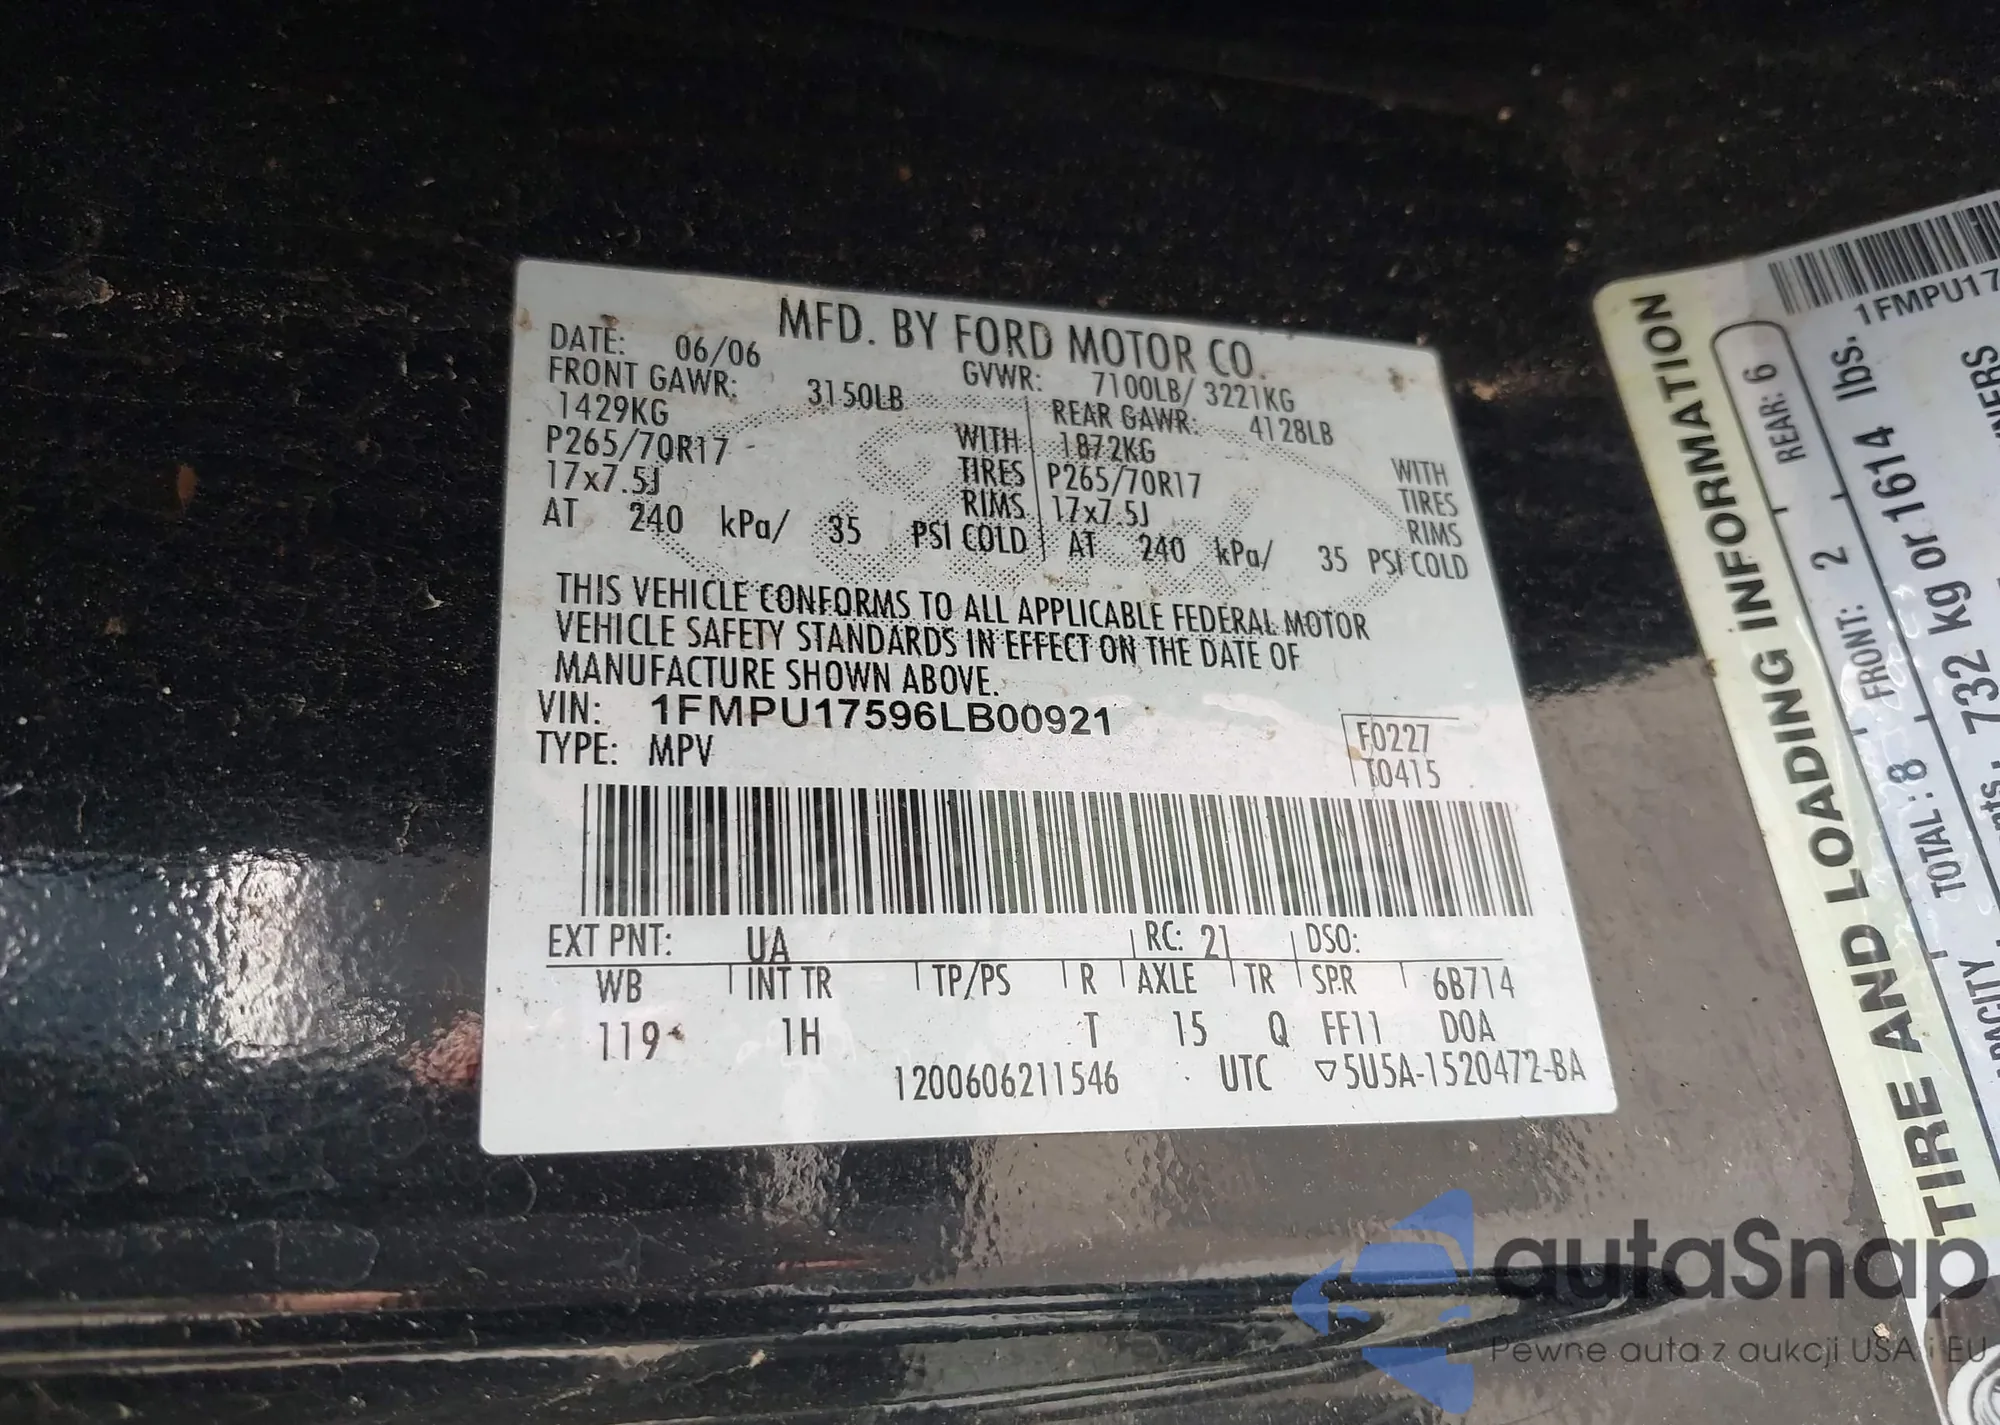 MFD. BY FORD MOTOR CO.
DATE: 06/06 GVWR: 7100LB/ 3221KG
FRONT GAWR: 3150LB REAR GAWR: 4128LB
1429KG WITH 1872KG WITH
P265/70R17 TIRES P265/70R17 TIRES
17x7.5J RIMS 17x7.5J RIMS
AT 240 kPa/ 35 PSI COLD AT 240 kPa/ 35 PSI COLD
THIS VEHICLE CONFORMS TO ALL APPLICABLE FEDERAL MOTOR
VEHICLE SAFETY STANDARDS IN EFFECT ON THE DATE OF
MANUFACTURE SHOWN ABOVE.
VIN: 1FMPU17596LB00921
TYPE: MPV
F0227
T0415
EXT PNT: UA RC: 21 DSO:
WB INT TR TP/PS R AXLE TR SPR 6B714
119 1H T 15 Q FF11 DOA
1200606211546 UTC ▽5U5A-1520472-BA
1FMPU17
TIRE AND LOADING INFORMATION
TOTAL: 8 FRONT: 2 REAR: 6
732 kg or 1614 lbs.
autaSnap
Pewne auta z aukcji USA i EU